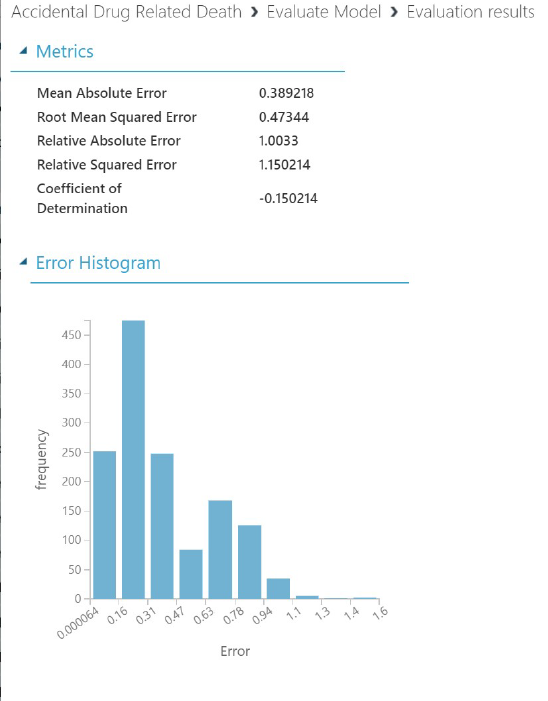 Accidental Drug Related Death ❯ Evaluate Model ❯ Evaluation results
Metrics
Mean Absolute Error 0.389218
Root Mean Squared Error 0.47344
Relative Absolute Error 1.0033
Relative Squared Error 1.150214
Coefficient of
Determination -0.150214
Error Histogram
450
400
350
300
250
200
150
100
50
0
frequency
0.000064 0.16 0.31 0.47 0.63 0.78 0.94 1.1 1.3 1.4 1.6
Error